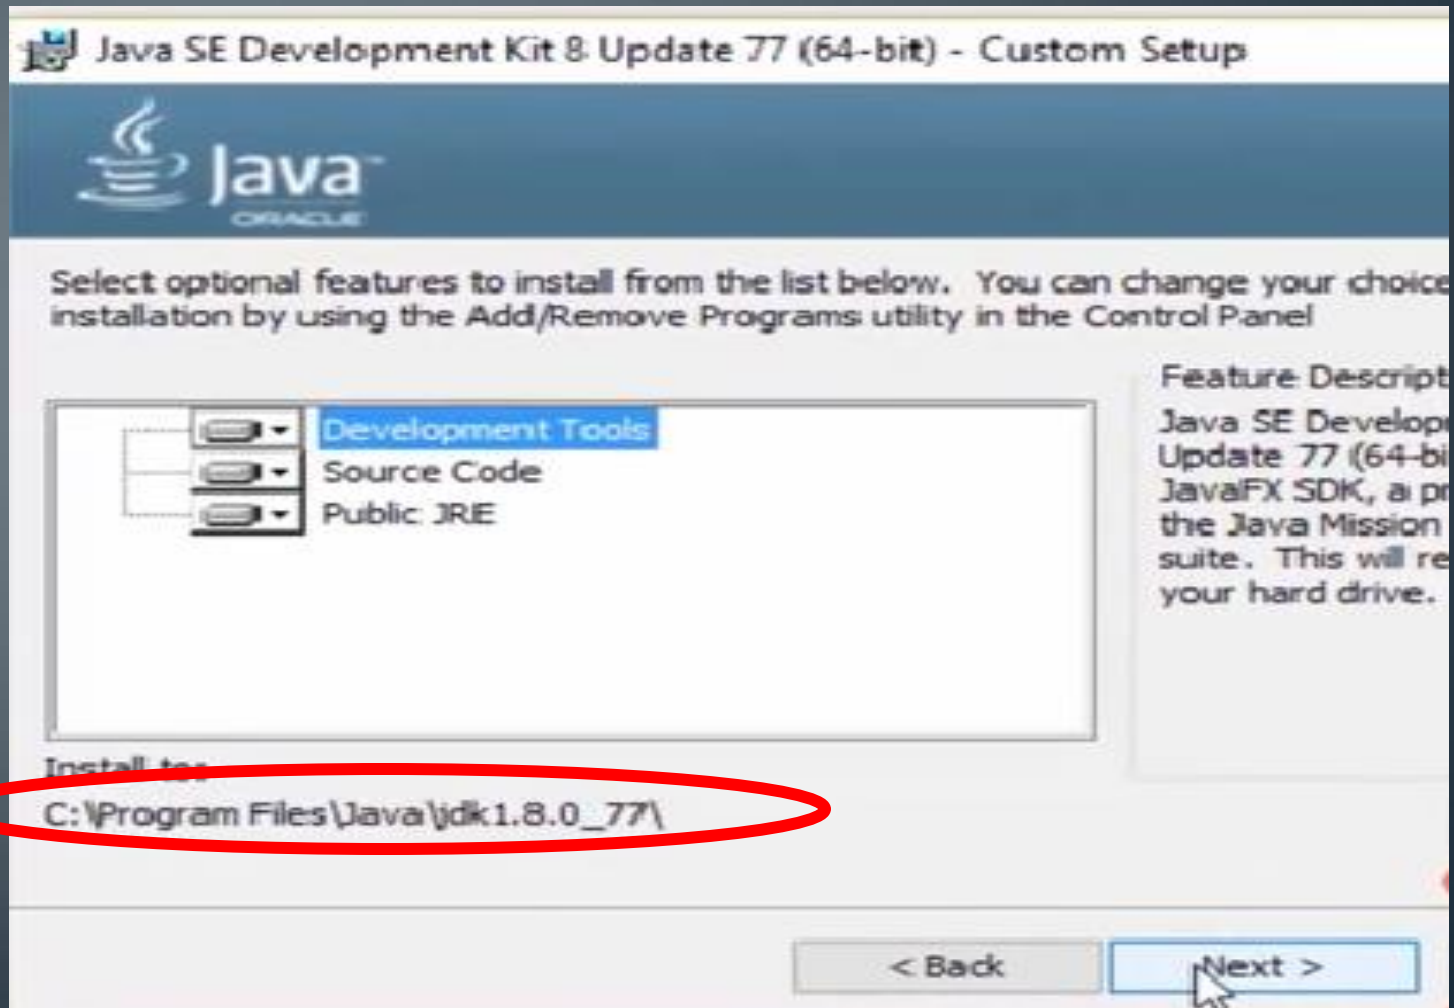 Java SE Development Kit 8 Update 77 (64-bit) - Custom Setup
Java™
ORACLE
Select optional features to install from the list below. You can change your choice
installation by using the Add/Remove Programs utility in the Control Panel
Feature Descript
Development Tools
Source Code
Public JRE
Java SE Develop
Update 77 (64-bi
JavaFX SDK, a pr
the Java Mission
suite. This will re
your hard drive.
Install to:
C:\Program Files\Java\jdk1.8.0_77\
< Back
Next >